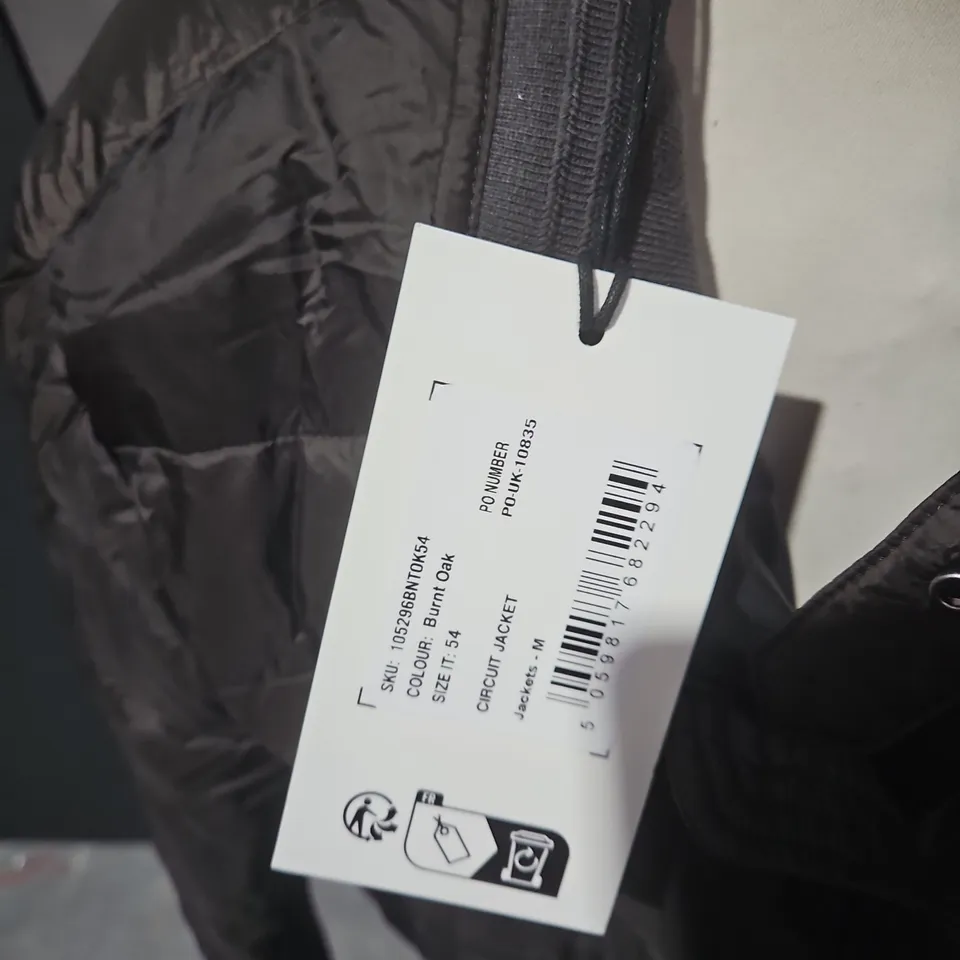 SKU: 105296BNTOK54
COLOUR: Burnt Oak
SIZE IT: 54
PO NUMBER
PO-UK-10835
CIRCUIT JACKET
Jackets - M
5 059817 682294
FR